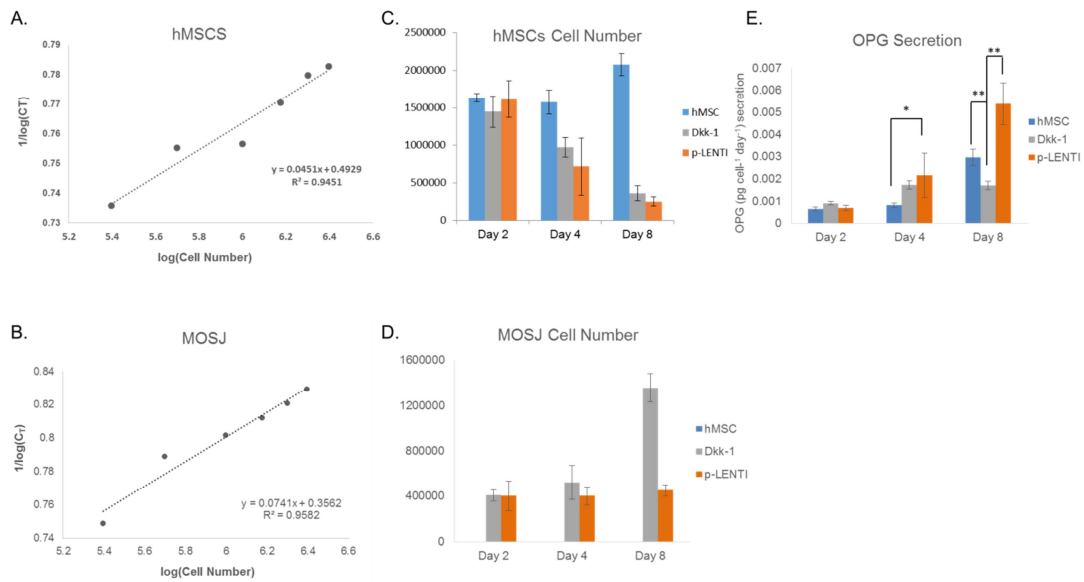 A.
hMSCS
0.79
0.78
0.77
0.76
0.75
0.74
0.73
1/log(CT)
5.2 5.4 5.6 5.8 6 6.2 6.4 6.6
log(Cell Number)
y = 0.0451x + 0.4929
R² = 0.9451
C.
hMSCs Cell Number
2500000
2000000
1500000
1000000
500000
0
Day 2 Day 4 Day 8
hMSC
Dkk-1
p-LENTI
E.
OPG Secretion
0.007
0.006
0.005
0.004
0.003
0.002
0.001
0
OPG (pg cell-1 day-1) secretion
Day 2 Day 4 Day 8
*
**
**
hMSC
Dkk-1
p-LENTI
B.
MOSJ
0.84
0.82
0.8
0.78
0.76
0.74
1/log(CT)
5.2 5.4 5.6 5.8 6 6.2 6.4 6.6
log(Cell Number)
y = 0.0741x + 0.3562
R² = 0.9582
D.
MOSJ Cell Number
1600000
1200000
800000
400000
0
Day 2 Day 4 Day 8
hMSC
Dkk-1
p-LENTI